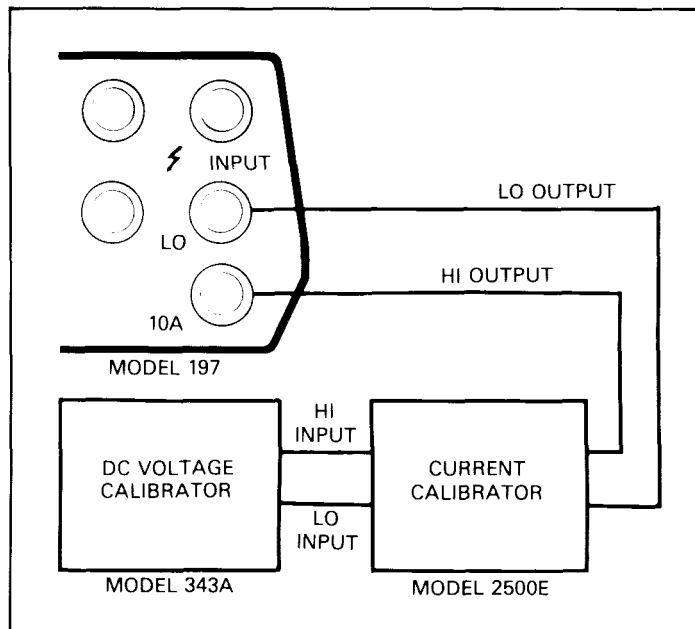 INPUT
LO OUTPUT
LO
HI OUTPUT
10A
MODEL 197
HI
INPUT
DC VOLTAGE
CALIBRATOR
CURRENT
CALIBRATOR
LO
INPUT
MODEL 343A
MODEL 2500E